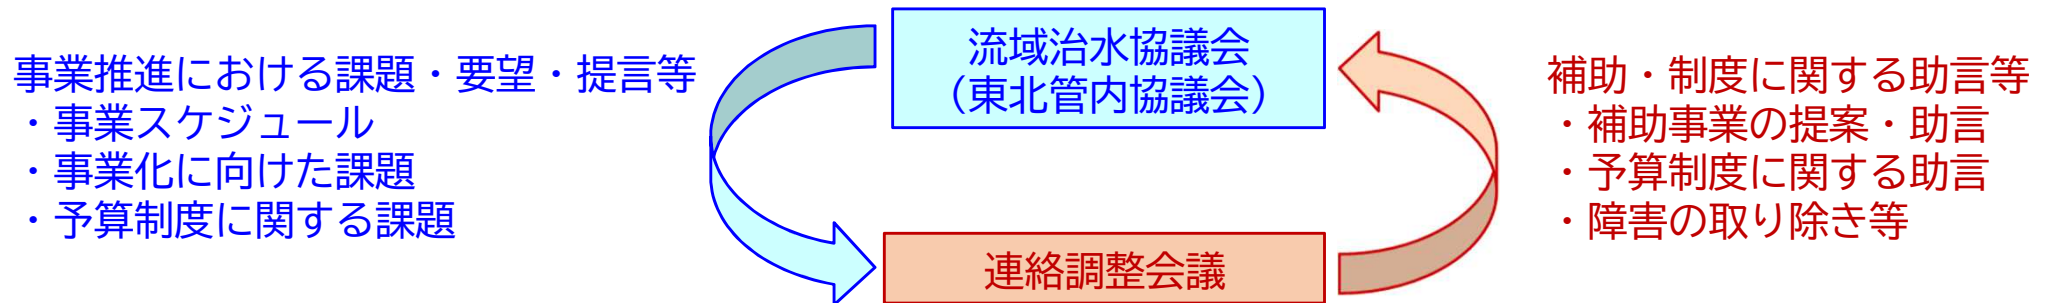 事業推進における課題・要望・提言等
・事業スケジュール
・事業化に向けた課題
・予算制度に関する課題
流域治水協議会
（東北管内協議会）
連絡調整会議
補助・制度に関する助言等
・補助事業の提案・助言
・予算制度に関する助言
・障害の取り除き等